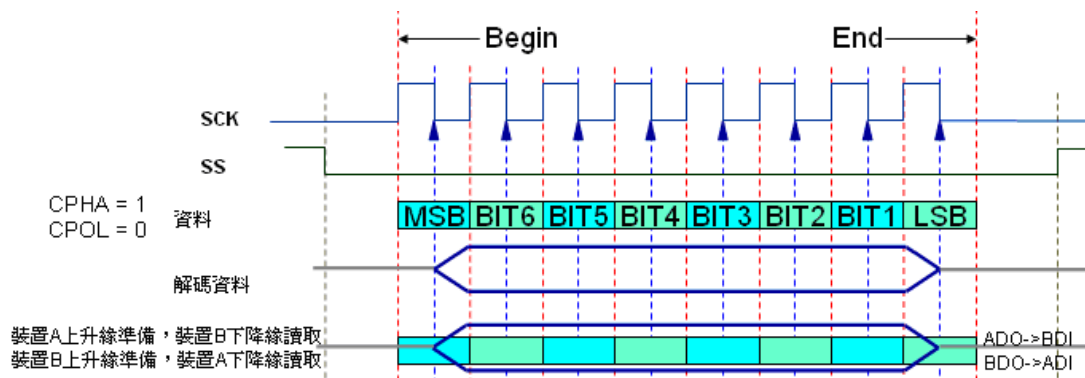 Begin End
SCK
SS
CPHA = 1
CPOL = 0
資料
MSB BIT6 BIT5 BIT4 BIT3 BIT2 BIT1 LSB
解碼資料
裝置A上升緣準備，裝置B下降緣讀取
裝置B上升緣準備，裝置A下降緣讀取
ADO->BDI
BDO->ADI